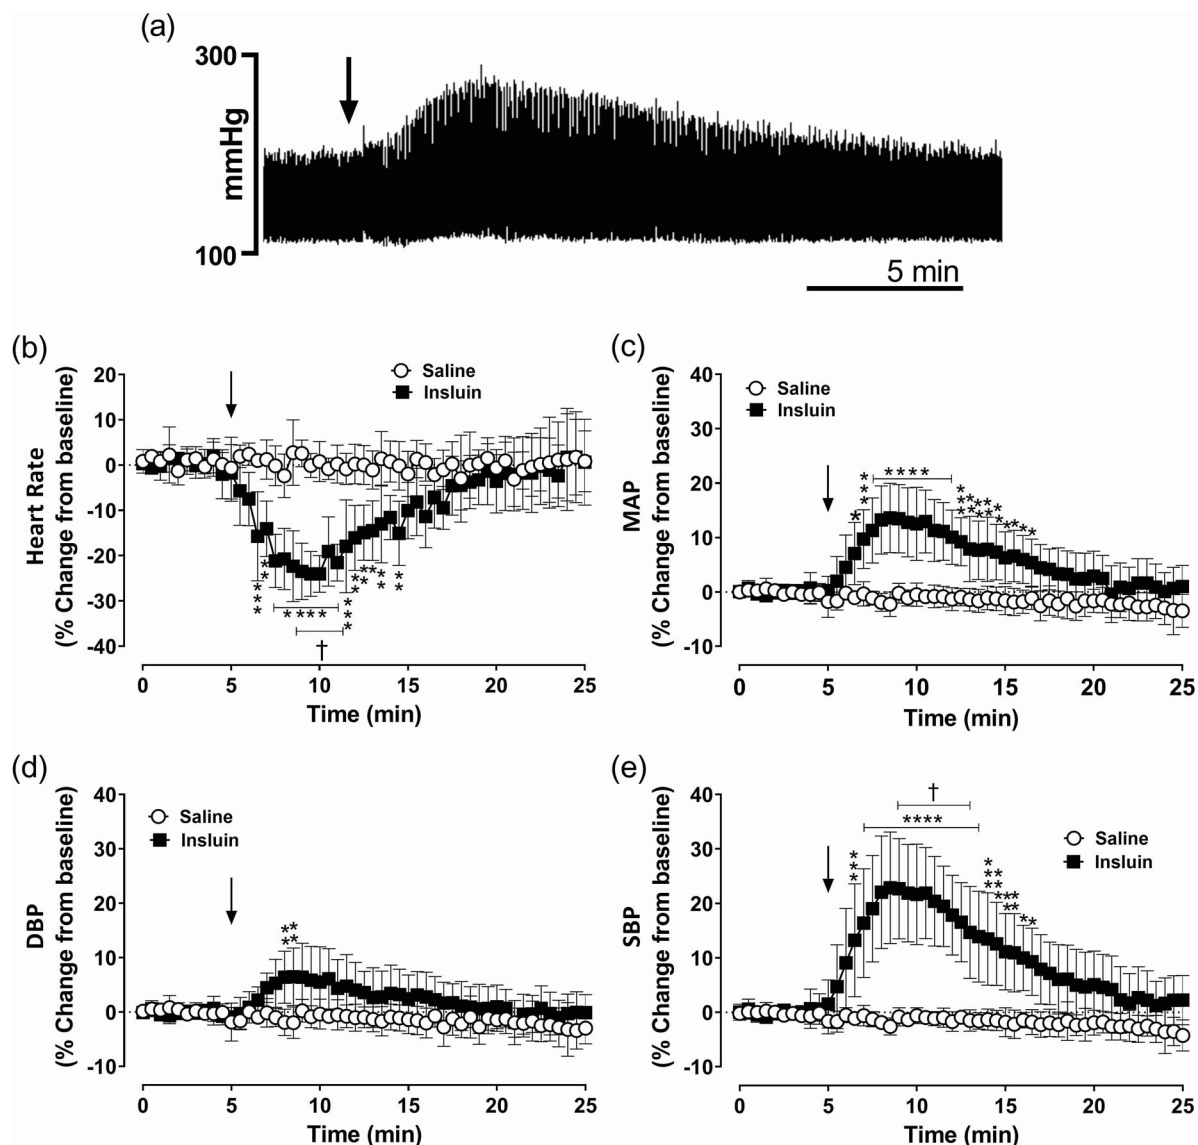 (a)
300
mmHg
100
5 min
(b)
Heart Rate
(% Change from baseline)
20
10
0
-10
-20
-30
-40
Saline
Insluin
***
**
****
†
***
**
**
*
**
**
0 5 10 15 20 25
Time (min)
(c)
MAP
(% Change from baseline)
40
30
20
10
0
-10
Saline
Insluin
*
***
****
0 5 10 15 20 25
Time (min)
(d)
DBP
(% Change from baseline)
40
30
20
10
0
-10
Saline
Insluin
**
**
0 5 10 15 20 25
Time (min)
(e)
SBP
(% Change from baseline)
40
30
20
10
0
-10
Saline
Insluin
***
†
****
0 5 10 15 20 25
Time (min)